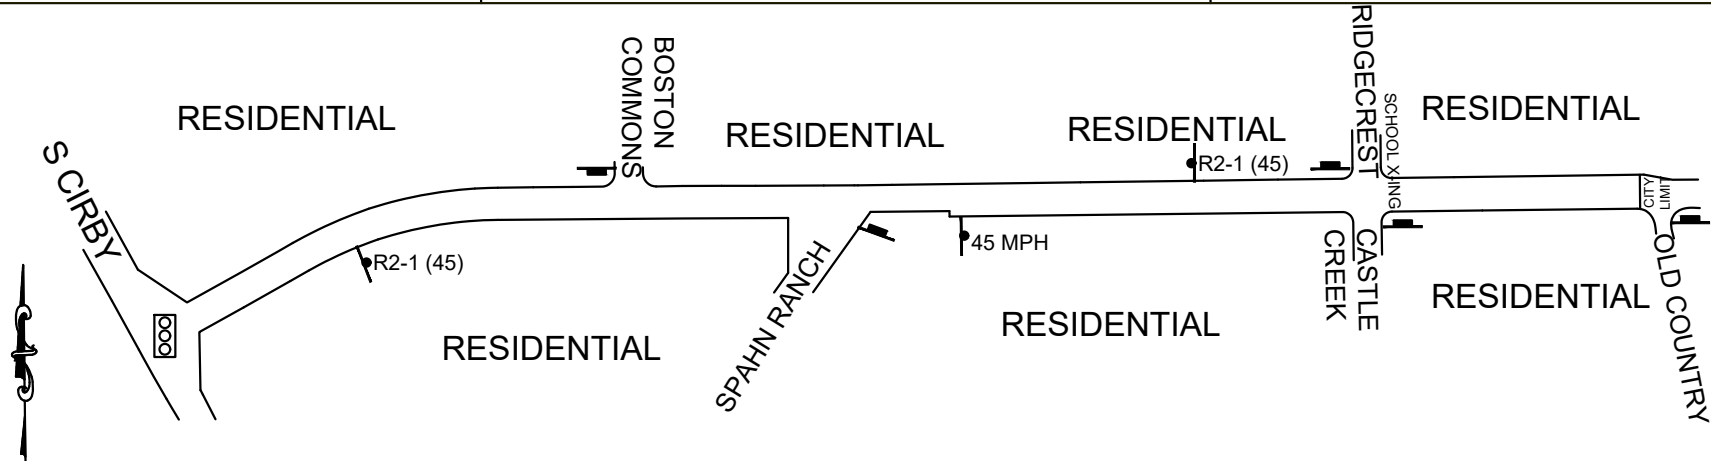 RIDGECREST
BOSTON
COMMONS
RESIDENTIAL
RESIDENTIAL
RESIDENTIAL
SCHOOL X-ING
RESIDENTIAL
S CIRBY
R2-1 (45)
CITY
LIMIT
R2-1 (45)
45 MPH
SPAHN RANCH
CASTLE
CREEK
OLD COUNTRY
RESIDENTIAL
RESIDENTIAL
RESIDENTIAL